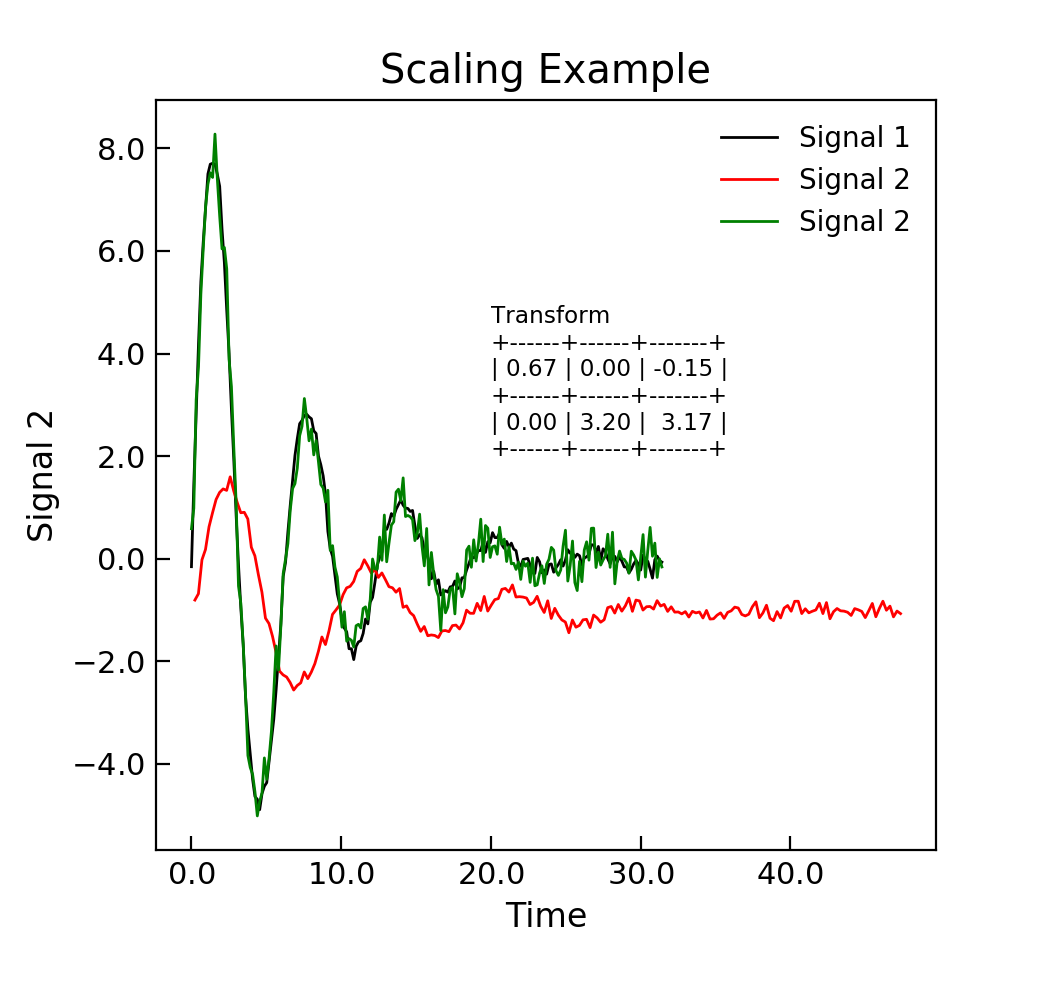 Scaling Example
8.0
6.0
4.0
2.0
0.0
−2.0
−4.0
Signal 2
Signal 1
Signal 2
Signal 2
Transform
+------+------+-------+
| 0.67 | 0.00 | -0.15 |
+------+------+-------+
| 0.00 | 3.20 |  3.17 |
+------+------+-------+
0.0 10.0 20.0 30.0 40.0
Time